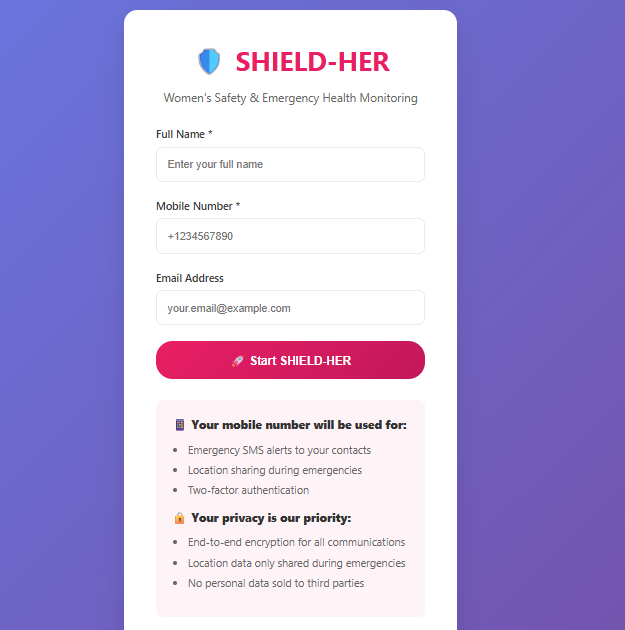 SHIELD-HER
Women's Safety & Emergency Health Monitoring
Full Name *
Enter your full name
Mobile Number *
+1234567890
Email Address
your.email@example.com
🚀 Start SHIELD-HER
📱 Your mobile number will be used for:
• Emergency SMS alerts to your contacts
• Location sharing during emergencies
• Two-factor authentication
🔒 Your privacy is our priority:
• End-to-end encryption for all communications
• Location data only shared during emergencies
• No personal data sold to third parties